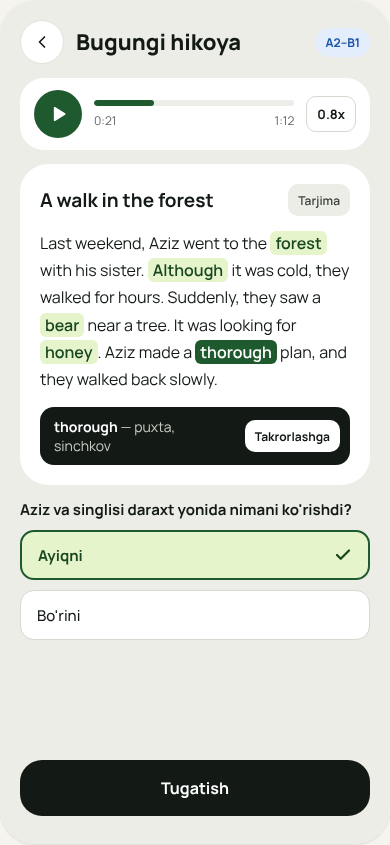 Bugungi hikoya
A2–B1
0:21
1:12
0.8x
A walk in the forest
Tarjima
Last weekend, Aziz went to the forest
with his sister. Although it was cold, they
walked for hours. Suddenly, they saw a
bear near a tree. It was looking for
honey. Aziz made a thorough plan, and
they walked back slowly.
thorough — puxta,
sinchkov
Takrorlashga
Aziz va singlisi daraxt yonida nimani ko'rishdi?
Ayiqni
Bo'rini
Tugatish